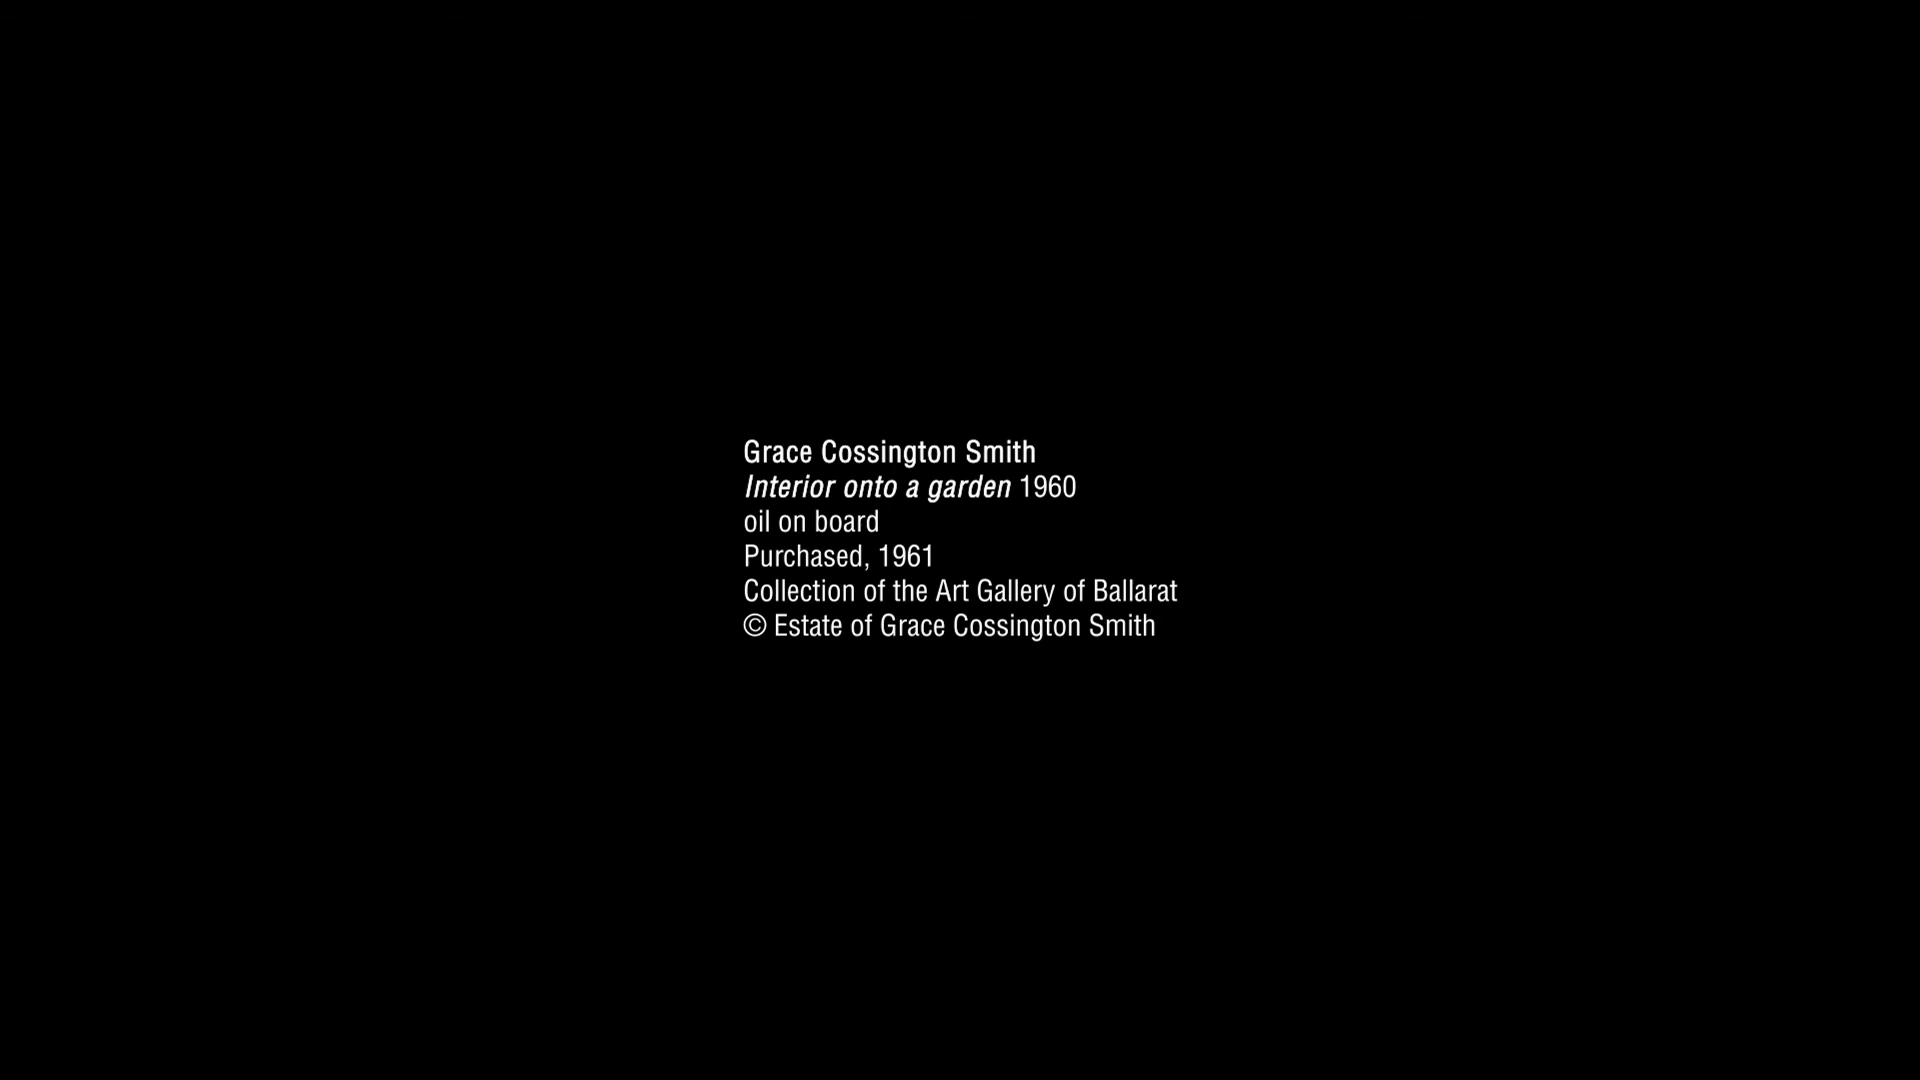 Grace Cossington Smith
Interior onto a garden 1960
oil on board
Purchased, 1961
Collection of the Art Gallery of Ballarat
© Estate of Grace Cossington Smith